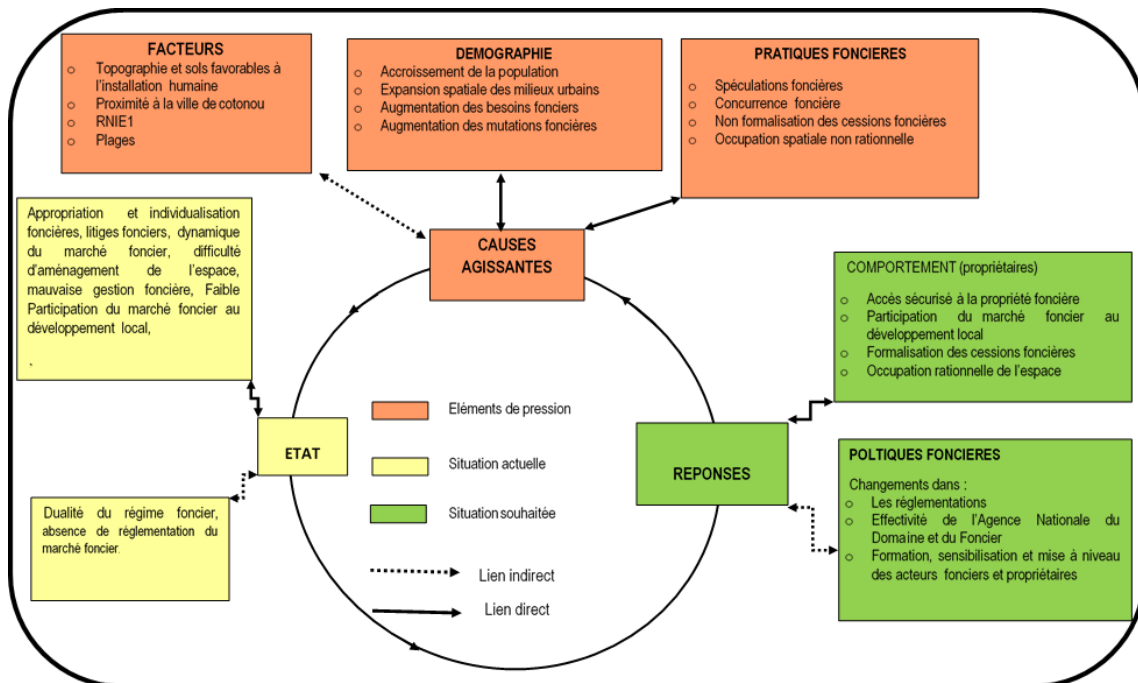 FACTEURS
o Topographie et sols favorables à
l'installation humaine
o Proximité à la ville de cotonou
o RNIE1
o Plages
DEMOGRAPHIE
o Accroissement de la population
o Expansion spatiale des milieux urbains
o Augmentation des besoins fonciers
o Augmentation des mutations foncières
PRATIQUES FONCIERES
o Spéculations foncières
o Concurrence foncière
o Non formalisation des cessions foncières
o Occupation spatiale non rationnelle
Appropriation et individualisation
foncières, litiges fonciers, dynamique
du marché foncier, difficulté
d'aménagement de l'espace,
mauvaise gestion foncière, Faible
Participation du marché foncier au
développement local,
CAUSES
AGISSANTES
COMPORTEMENT (propriétaires)
o Accès sécurisé à la propriété foncière
o Participation du marché foncier au
développement local
o Formalisation des cessions foncières
o Occupation rationnelle de l'espace
Eléments de pression
ETAT
Situation actuelle
REPONSES
Situation souhaitée
POLTIQUES FONCIERES
Changements dans :
o Les réglementations
o Effectivité de l'Agence Nationale du
Domaine et du Foncier
o Formation, sensibilisation et mise à niveau
des acteurs fonciers et propriétaires
Dualité du régime foncier,
absence de règlementation du
marché foncier.
Lien indirect
Lien direct